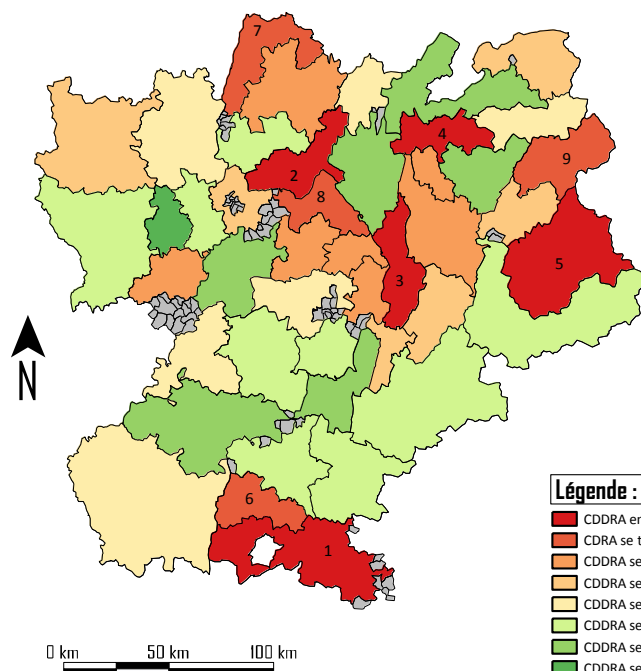 7
4
9
2
8
3
5
N
6
1
Légende :
CDDRA en
CDRA se t
CDDRA se
CDDRA se
CDDRA se
CDDRA se
CDDRA se
CDDRA se
0 km 50 km 100 km